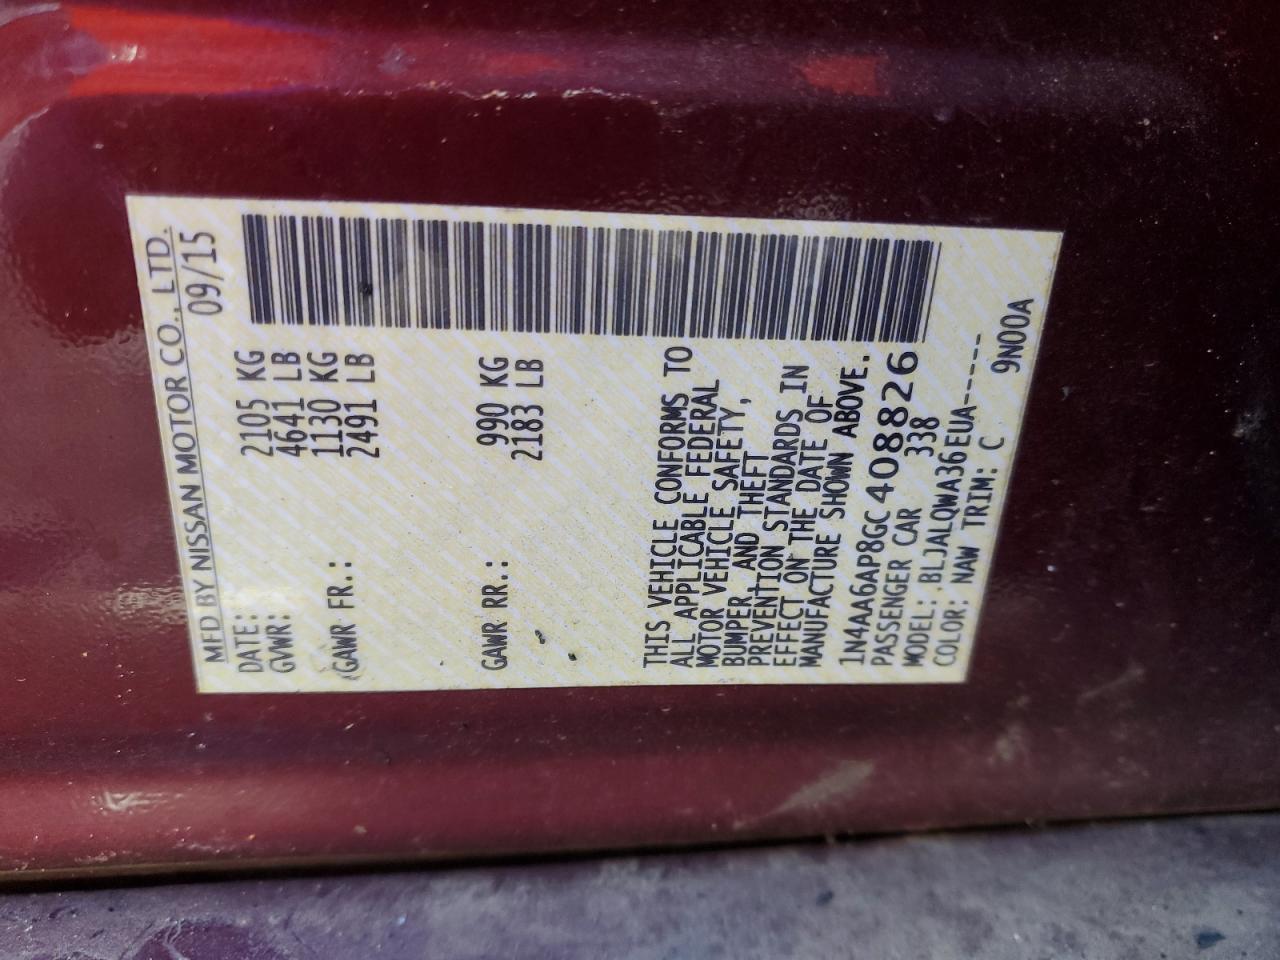 MFD BY NISSAN MOTOR CO., LTD.
DATE: 09/15
GVWR: 2105 KG
4641 LB
GAWR FR.: 1130 KG
2491 LB
GAWR RR.: 990 KG
2183 LB
THIS VEHICLE CONFORMS TO
ALL APPLICABLE FEDERAL
MOTOR VEHICLE SAFETY,
BUMPER, AND THEFT
PREVENTION STANDARDS IN
EFFECT ON THE DATE OF
MANUFACTURE SHOWN ABOVE.
1N4AA6AP8GC408826
PASSENGER CAR 338
MODEL: BLJALQWA36EUA-----
COLOR: NAW TRIM: C 9N00A